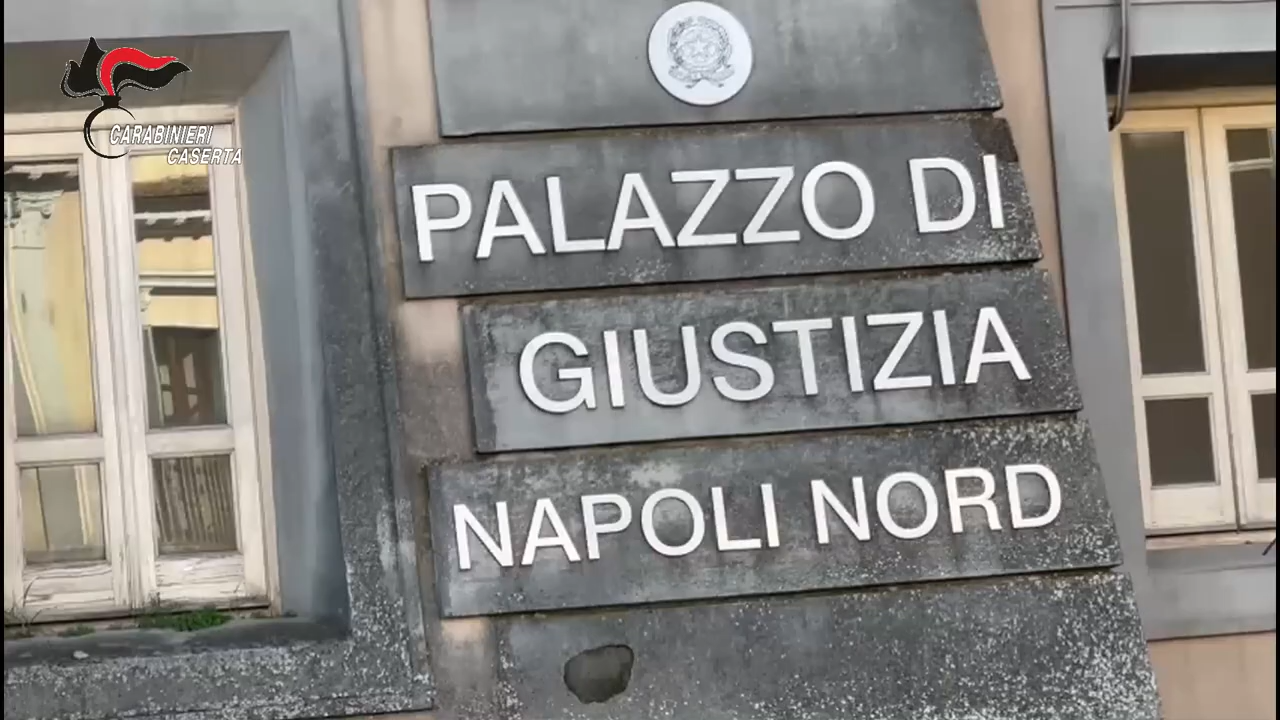 CARABINIERI
CASERTA
PALAZZO DI
GIUSTIZIA
NAPOLI NORD